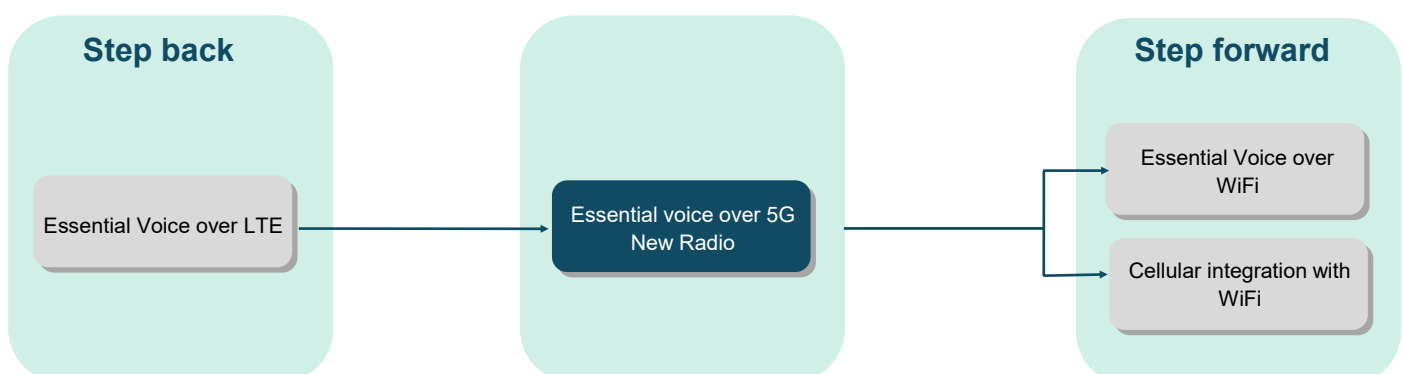 Step back
Essential Voice over LTE
Essential voice over 5G
New Radio
Step forward
Essential Voice over
WiFi
Cellular integration with
WiFi